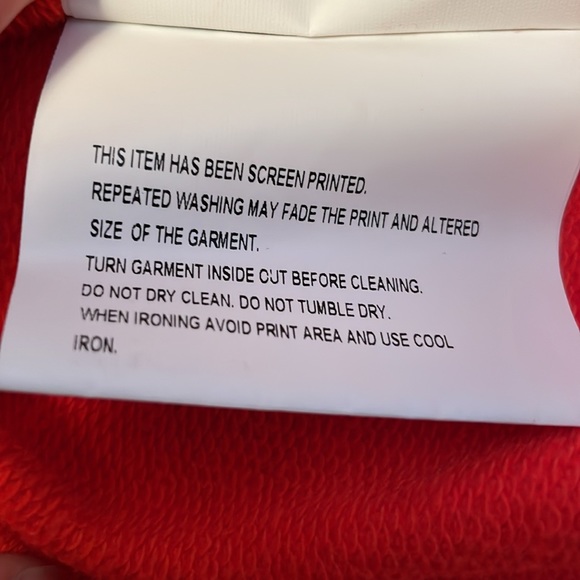 THIS ITEM HAS BEEN SCREEN PRINTED.
REPEATED WASHING MAY FADE THE PRINT AND ALTERED
SIZE OF THE GARMENT.
TURN GARMENT INSIDE OUT BEFORE CLEANING.
DO NOT DRY CLEAN. DO NOT TUMBLE DRY.
WHEN IRONING AVOID PRINT AREA AND USE COOL
IRON.